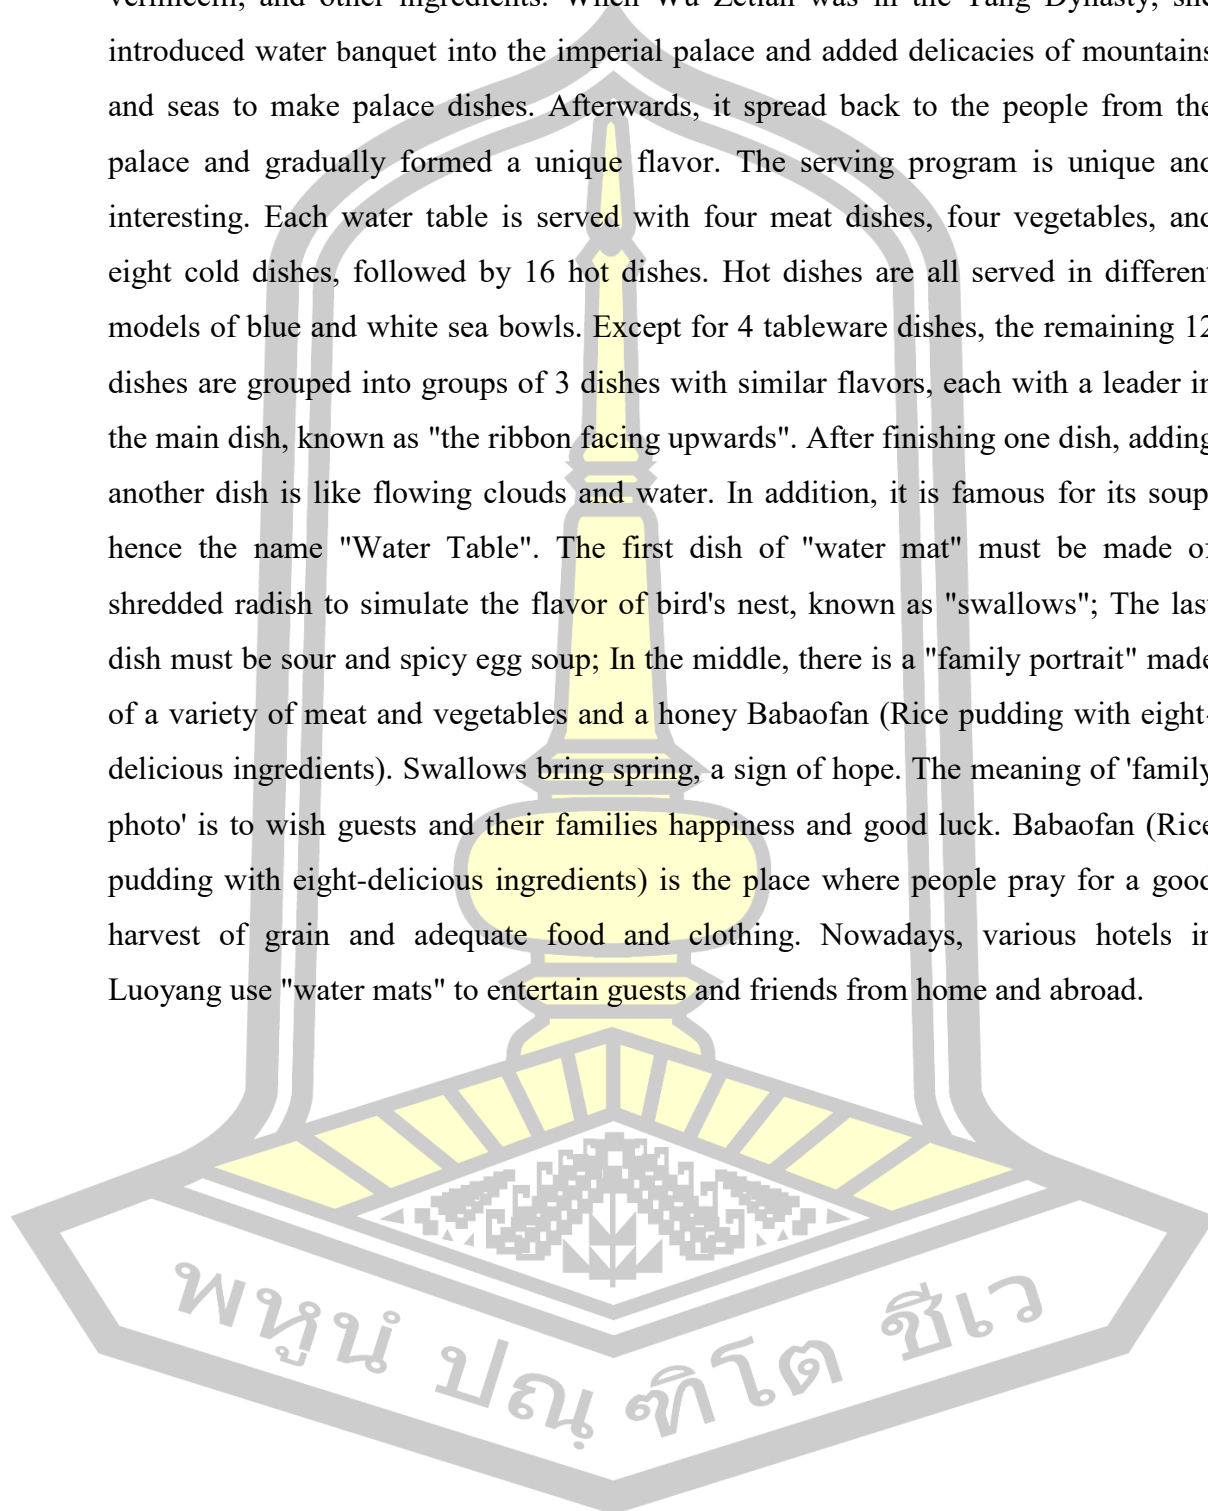 vermicelli, and other ingredients. When Wu Zetian was in the Tang Dynasty, she
introduced water banquet into the imperial palace and added delicacies of mountains
and seas to make palace dishes. Afterwards, it spread back to the people from the
palace and gradually formed a unique flavor. The serving program is unique and
interesting. Each water table is served with four meat dishes, four vegetables, and
eight cold dishes, followed by 16 hot dishes. Hot dishes are all served in different
models of blue and white sea bowls. Except for 4 tableware dishes, the remaining 12
dishes are grouped into groups of 3 dishes with similar flavors, each with a leader in
the main dish, known as "the ribbon facing upwards". After finishing one dish, adding
another dish is like flowing clouds and water. In addition, it is famous for its soup
hence the name "Water Table". The first dish of "water mat" must be made of
shredded radish to simulate the flavor of bird's nest, known as "swallows"; The last
dish must be sour and spicy egg soup; In the middle, there is a "family portrait" made
of a variety of meat and vegetables and a honey Babaofan (Rice pudding with eight-
delicious ingredients). Swallows bring spring, a sign of hope. The meaning of 'family
photo' is to wish guests and their families happiness and good luck. Babaofan (Rice
pudding with eight-delicious ingredients) is the place where people pray for a good
harvest of grain and adequate food and clothing. Nowadays, various hotels in
Luoyang use "water mats" to entertain guests and friends from home and abroad.
พหูนํ ปณฺฑิโต ชีเว